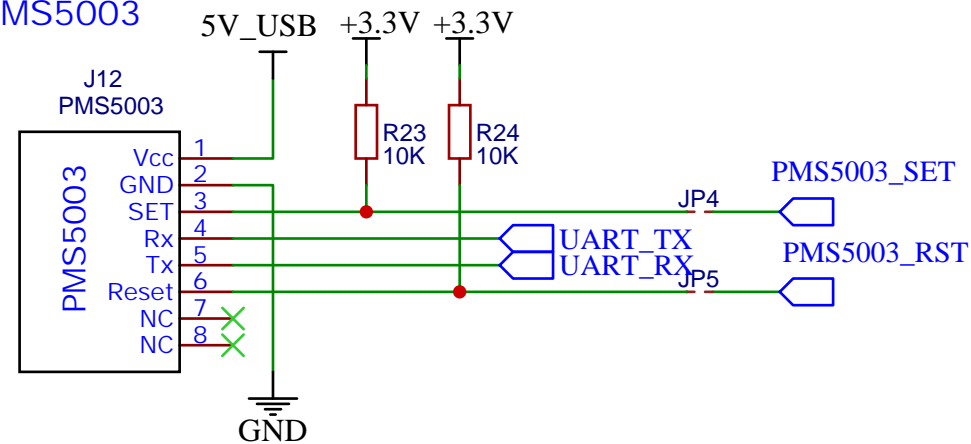 MS5003
5V_USB
+3.3V
+3.3V
J12
PMS5003
PMS5003
Vcc 1
GND 2
SET 3
Rx 4
Tx 5
Reset 6
NC 7
NC 8
R23
10K
R24
10K
JP4
PMS5003_SET
UART_TX
UART_RX
JP5
PMS5003_RST
GND